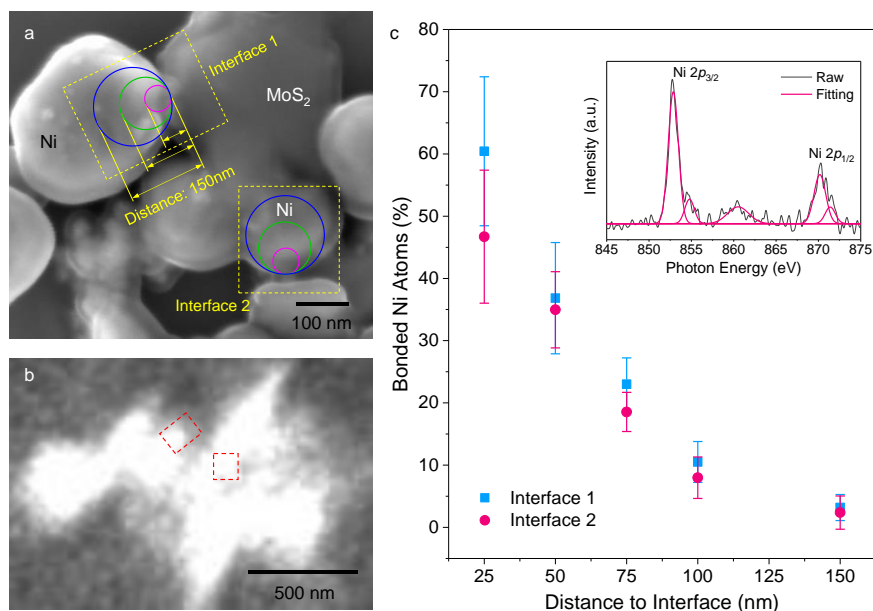 a
Interface 1
MoS2
Ni
Distance: 150nm
Ni
Interface 2
100 nm
b
500 nm
c
Bonded Ni Atoms (%)
80
70
60
50
40
30
20
10
0
25 50 75 100 125 150
Distance to Interface (nm)
Interface 1
Interface 2
Ni 2p3/2
Raw
Fitting
Ni 2p1/2
Intensity (a.u.)
845 850 855 860 865 870 875
Photon Energy (eV)